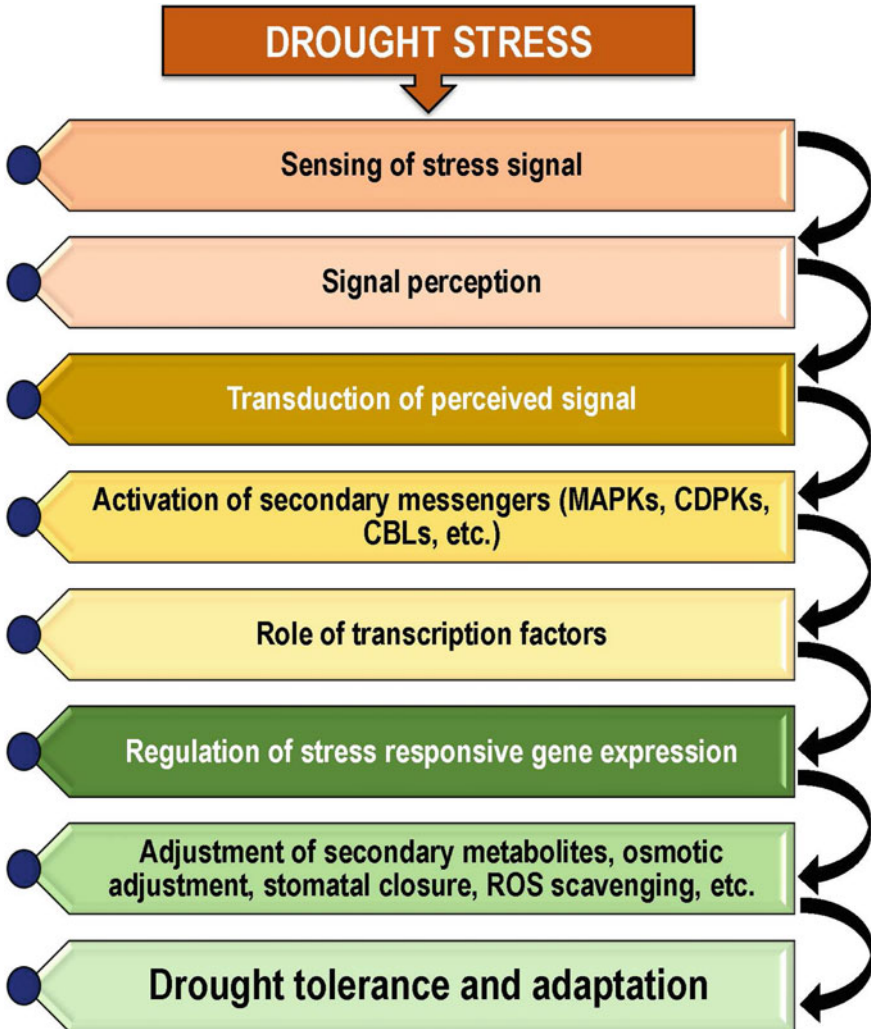 DROUGHT STRESS
Sensing of stress signal
Signal perception
Transduction of perceived signal
Activation of secondary messengers (MAPKs, CDPKs,
CBLs, etc.)
Role of transcription factors
Regulation of stress responsive gene expression
Adjustment of secondary metabolites, osmotic
adjustment, stomatal closure, ROS scavenging, etc.
Drought tolerance and adaptation